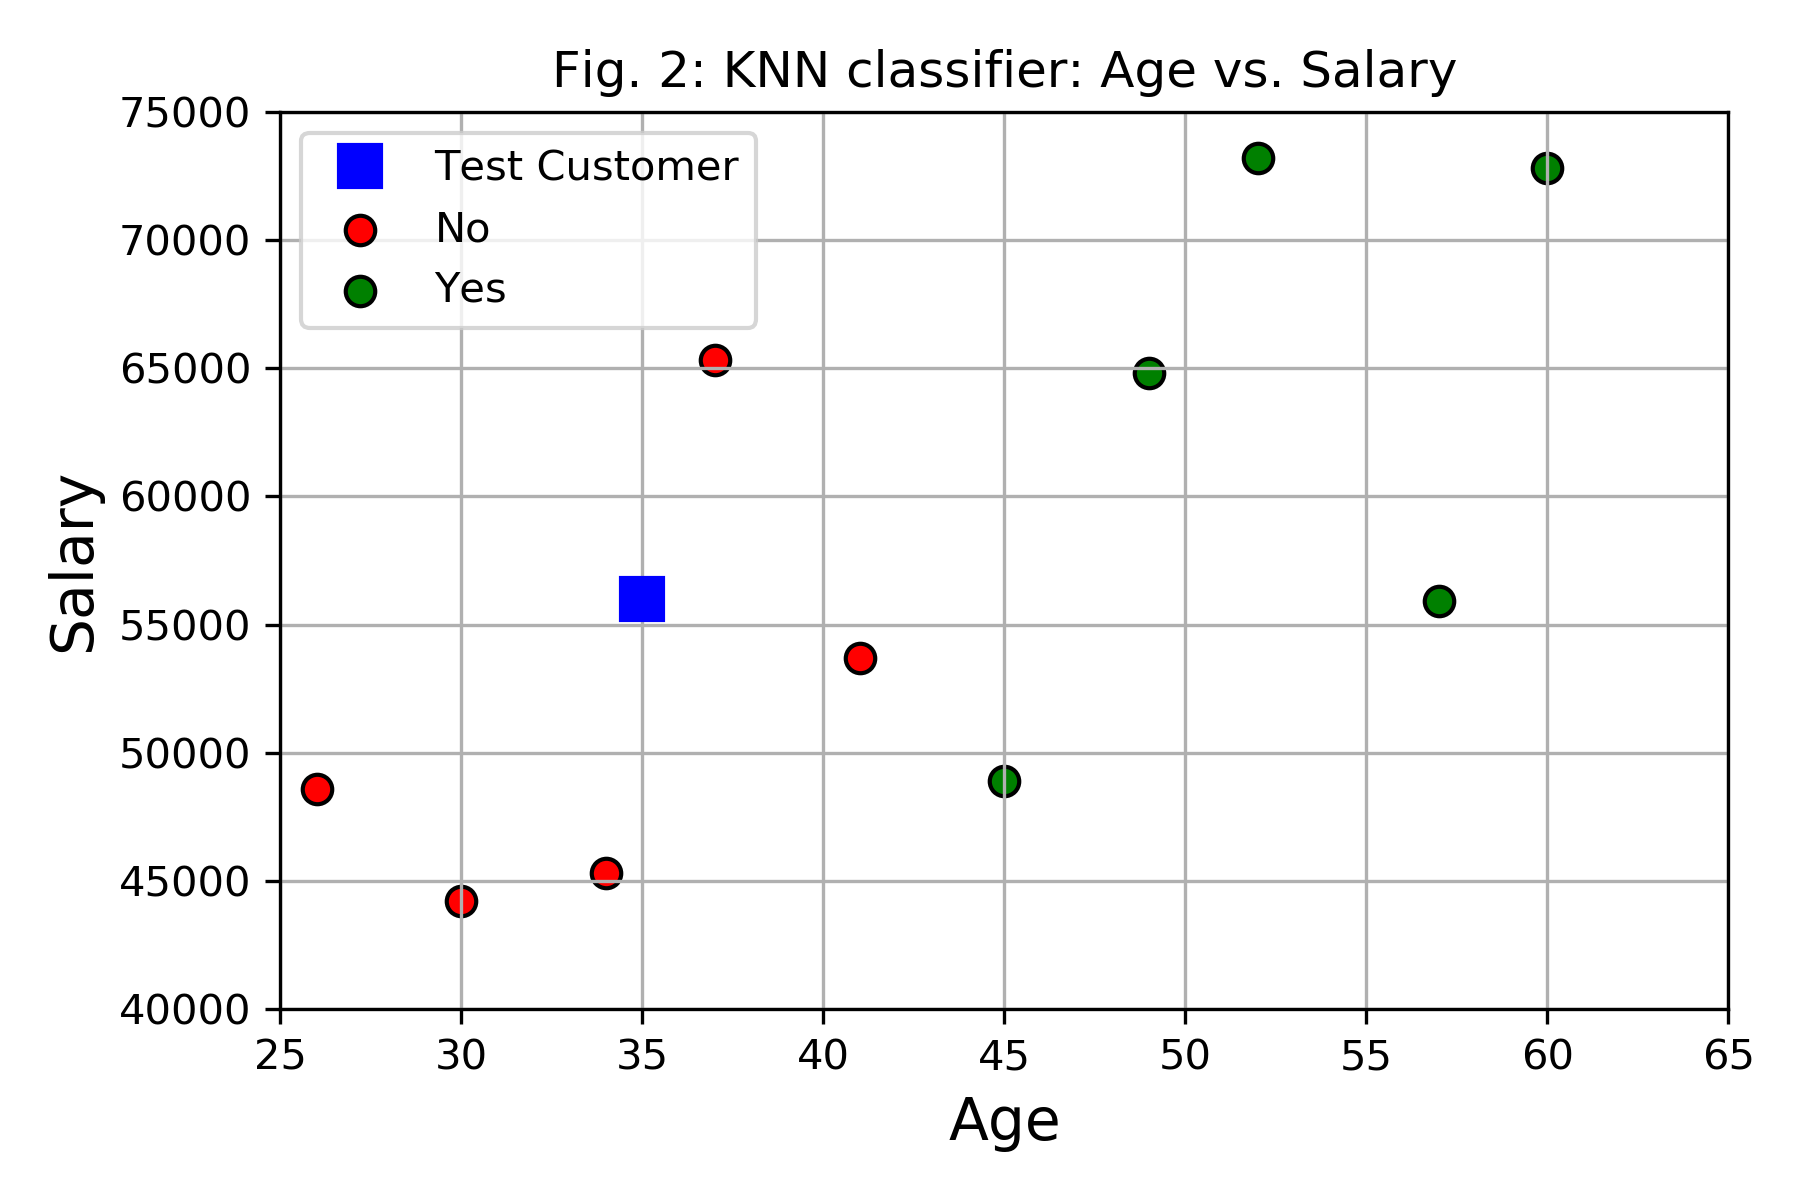 Fig. 2: KNN classifier: Age vs. Salary
75000
70000
65000
60000
55000
50000
45000
40000
Salary
Test Customer
No
Yes
25 30 35 40 45 50 55 60 65
Age